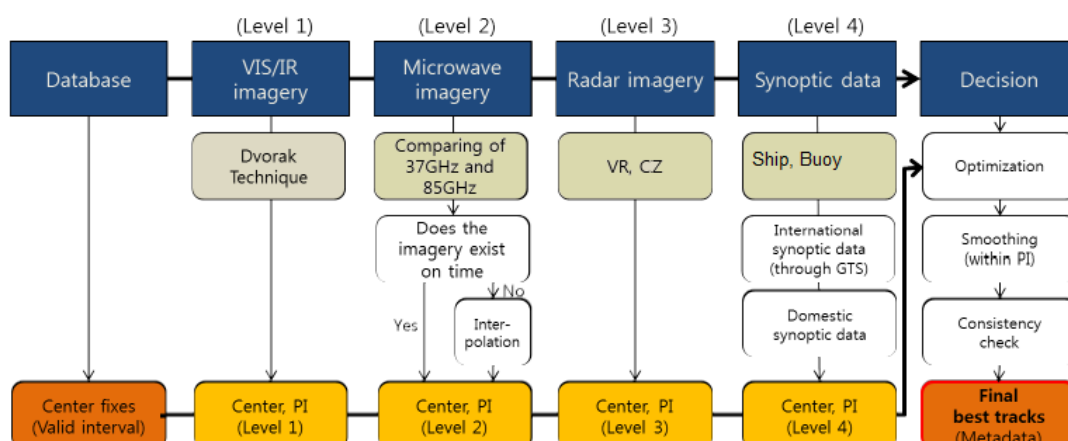 (Level 1)
(Level 2)
(Level 3)
(Level 4)
Database
VIS/IR
imagery
Microwave
imagery
Radar imagery
Synoptic data
Decision
Dvorak
Technique
Comparing of
37GHz and
85GHz
VR, CZ
Ship, Buoy
Optimization
Does the
imagery exist
on time
International
synoptic data
(through GTS)
Smoothing
(within PI)
No
Yes
Inter-
polation
Domestic
synoptic data
Consistency
check
Center fixes
(Valid interval)
Center, PI
(Level 1)
Center, PI
(Level 2)
Center, PI
(Level 3)
Center, PI
(Level 4)
Final
best tracks
(Metadata)